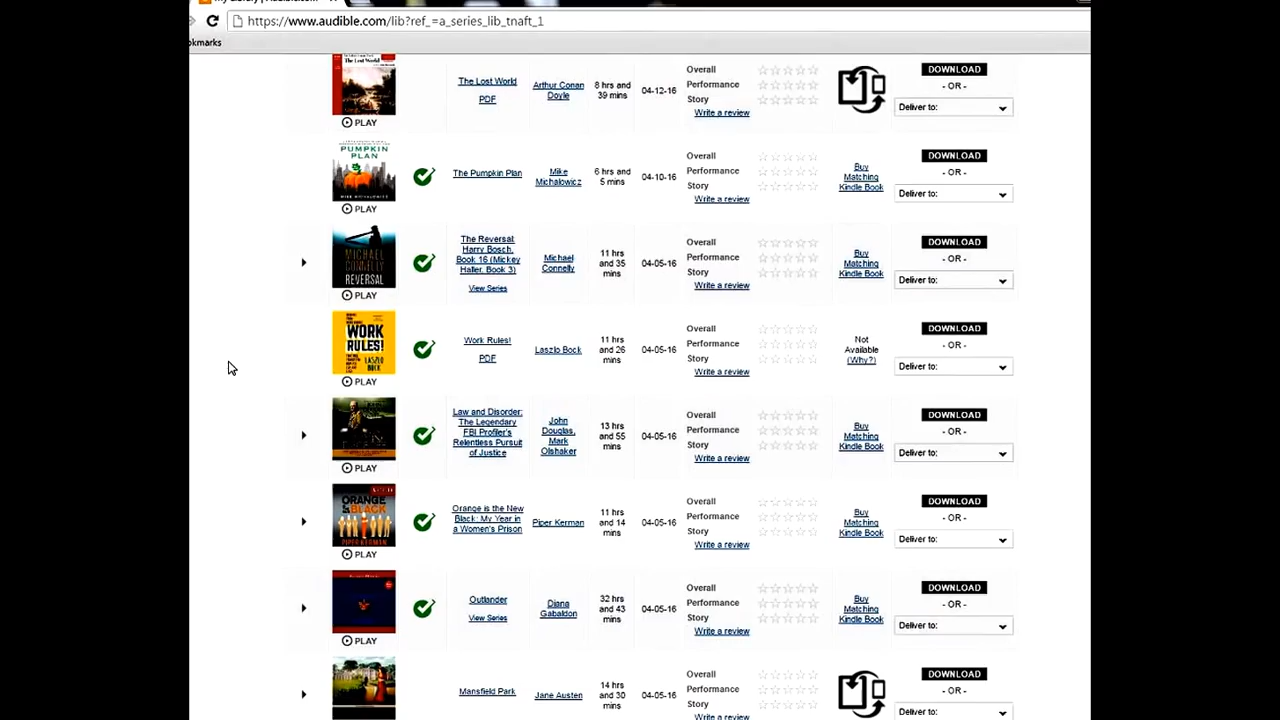 https://www.audible.com/lib?ref_=a_series_lib_tnaft_1
okmarks
The Lost World
PLAY
The Lost World
PDF
Arthur Conan
Doyle
8 hrs and
39 mins
04-12-16
Overall
Performance
Story
Write a review
DOWNLOAD
- OR -
Deliver to:
PUMPKIN
PLAN
PLAY
The Pumpkin Plan
Mike
Michalowicz
6 hrs and
5 mins
04-10-16
Overall
Performance
Story
Write a review
Buy
Matching
Kindle Book
DOWNLOAD
- OR -
Deliver to:
MICHAEL
CONNELLY
REVERSAL
PLAY
The Reversal:
Harry Bosch,
Book 16 (Mickey
Haller, Book 3)
View Series
Michael
Connelly
11 hrs
and 35
mins
04-05-16
Overall
Performance
Story
Write a review
Buy
Matching
Kindle Book
DOWNLOAD
- OR -
Deliver to:
WORK
RULES!
LASZLO
BOCK
PLAY
Work Rules!
PDF
Laszlo Bock
11 hrs
and 26
mins
04-05-16
Overall
Performance
Story
Write a review
Not
Available
(Why?)
DOWNLOAD
- OR -
Deliver to:
PLAY
Law and Disorder:
The Legendary
FBI Profiler's
Relentless Pursuit
of Justice
John
Douglas,
Mark
Olshaker
13 hrs
and 55
mins
04-05-16
Overall
Performance
Story
Write a review
Buy
Matching
Kindle Book
DOWNLOAD
- OR -
Deliver to:
ORANGE
BLACK
PIPER KERMAN
PLAY
Orange is the New
Black: My Year in
a Women's Prison
Piper Kerman
11 hrs
and 14
mins
04-05-16
Overall
Performance
Story
Write a review
Buy
Matching
Kindle Book
DOWNLOAD
- OR -
Deliver to:
PLAY
Outlander
View Series
Diana
Gabaldon
32 hrs
and 43
mins
04-05-16
Overall
Performance
Story
Write a review
Buy
Matching
Kindle Book
DOWNLOAD
- OR -
Deliver to:
Mansfield Park
Jane Austen
14 hrs
and 30
mins
04-05-16
Overall
Performance
Story
Write a review
DOWNLOAD
- OR -
Deliver to: